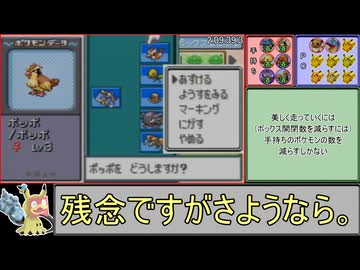 ポケモンデータ
2:09:39.3
ポッポ
/ポッポ
♀ Lv3
▶あずける
ようすをみる
マーキング
にがす
やめる
ポッポを どうしますか?
手持ち
PC
美しく走っていくには
(ボックス開閉数を減らすには)
手持ちのポケモンの数を
減らすしかない
残念ですがさようなら。